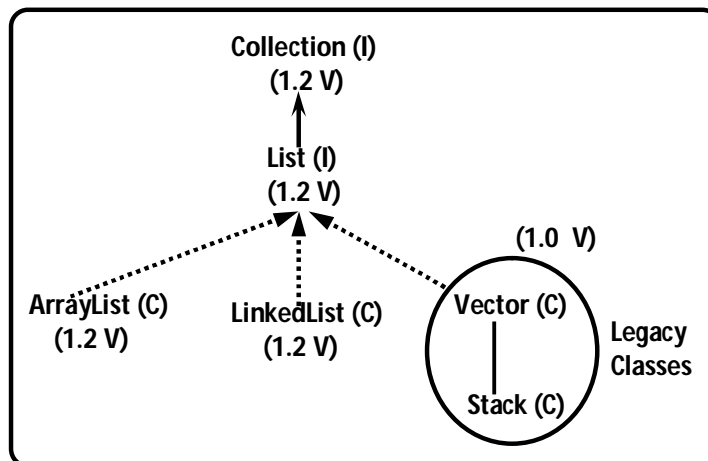 Collection (I)
(1.2 V)
List (I)
(1.2 V)
(1.0 V)
ArrayList (C)
(1.2 V)
LinkedList (C)
(1.2 V)
Vector (C)
Stack (C)
Legacy
Classes